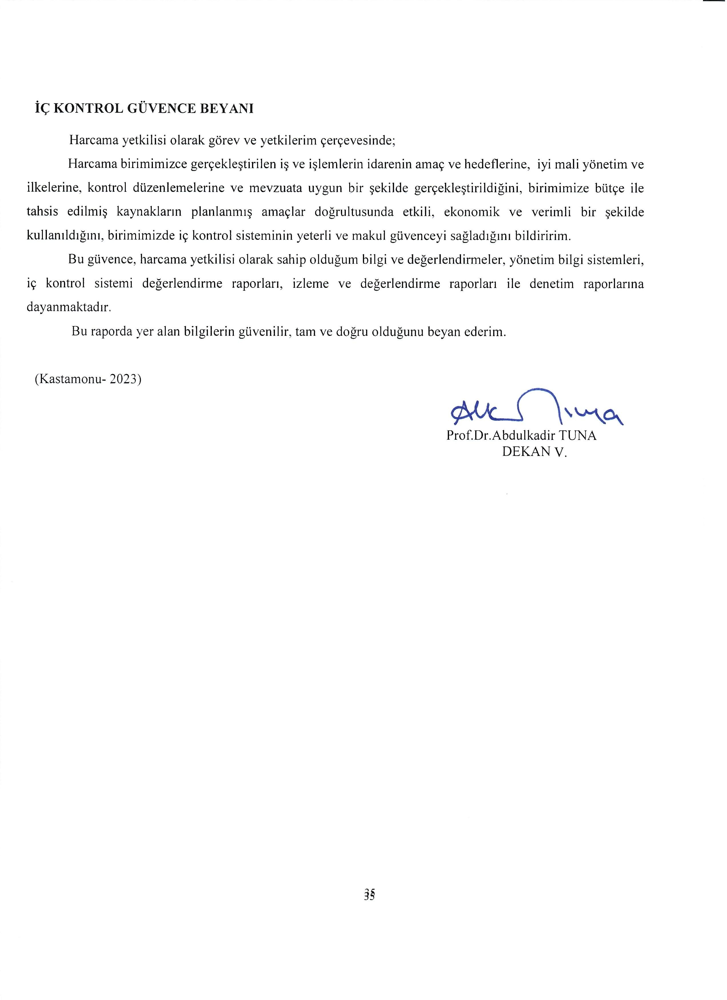 İÇ KONTROL GÜVENCE BEYANI
Harcama yetkilisi olarak görev ve yetkilerim çerçevesinde;
Harcama birimimizce gerçekleştirilen iş ve işlemlerin idarenin amaç ve hedeflerine, iyi mali yönetim ve
ilkelerine, kontrol düzenlemelerine ve mevzuata uygun bir şekilde gerçekleştirildiğini, birimimize bütçe ile
tahsis edilmiş kaynakların planlanmış amaçlar doğrultusunda etkili, ekonomik ve verimli bir şekilde
kullanıldığını, birimimizde iç kontrol sisteminin yeterli ve makul güvenceyi sağladığını bildiririm.
Bu güvence, harcama yetkilisi olarak sahip olduğum bilgi ve değerlendirmeler, yönetim bilgi sistemleri,
iç kontrol sistemi değerlendirme raporları, izleme ve değerlendirme raporları ile denetim raporlarına
dayanmaktadır.
Bu raporda yer alan bilgilerin güvenilir, tam ve doğru olduğunu beyan ederim.
(Kastamonu- 2023)
Prof.Dr.Abdulkadir TUNA
DEKAN V.